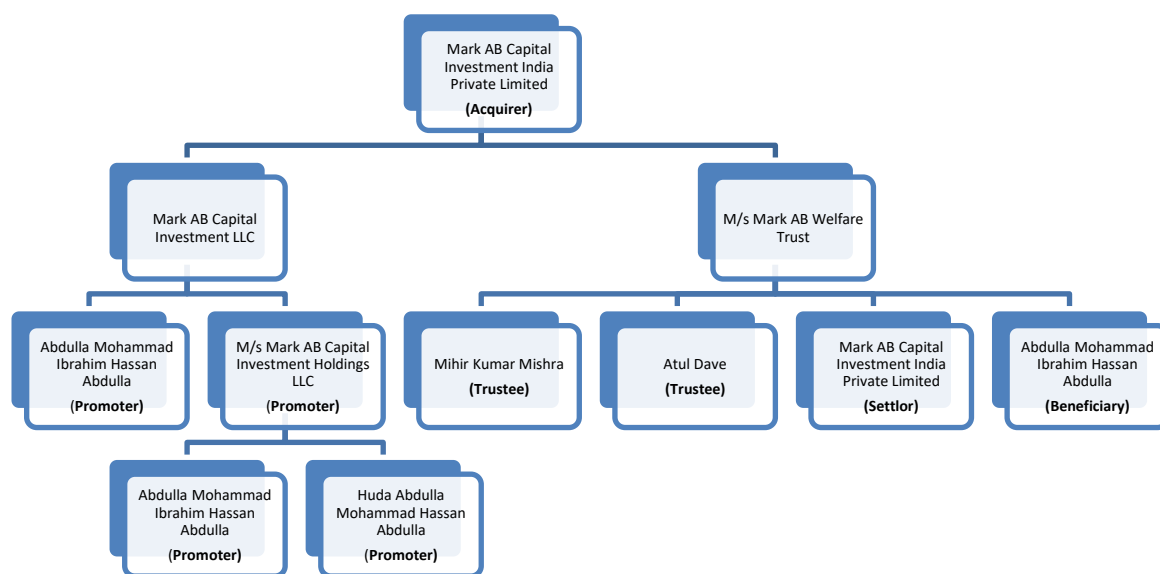 Mark AB Capital
Investment India
Private Limited
(Acquirer)
Mark AB Capital
Investment LLC
M/s Mark AB Welfare
Trust
Abdulla Mohammad
Ibrahim Hassan
Abdulla
(Promoter)
M/s Mark AB Capital
Investment Holdings
LLC
(Promoter)
Mihir Kumar Mishra
(Trustee)
Atul Dave
(Trustee)
Mark AB Capital
Investment India
Private Limited
(Settlor)
Abdulla Mohammad
Ibrahim Hassan
Abdulla
(Beneficiary)
Abdulla Mohammad
Ibrahim Hassan
Abdulla
(Promoter)
Huda Abdulla
Mohammad Hassan
Abdulla
(Promoter)